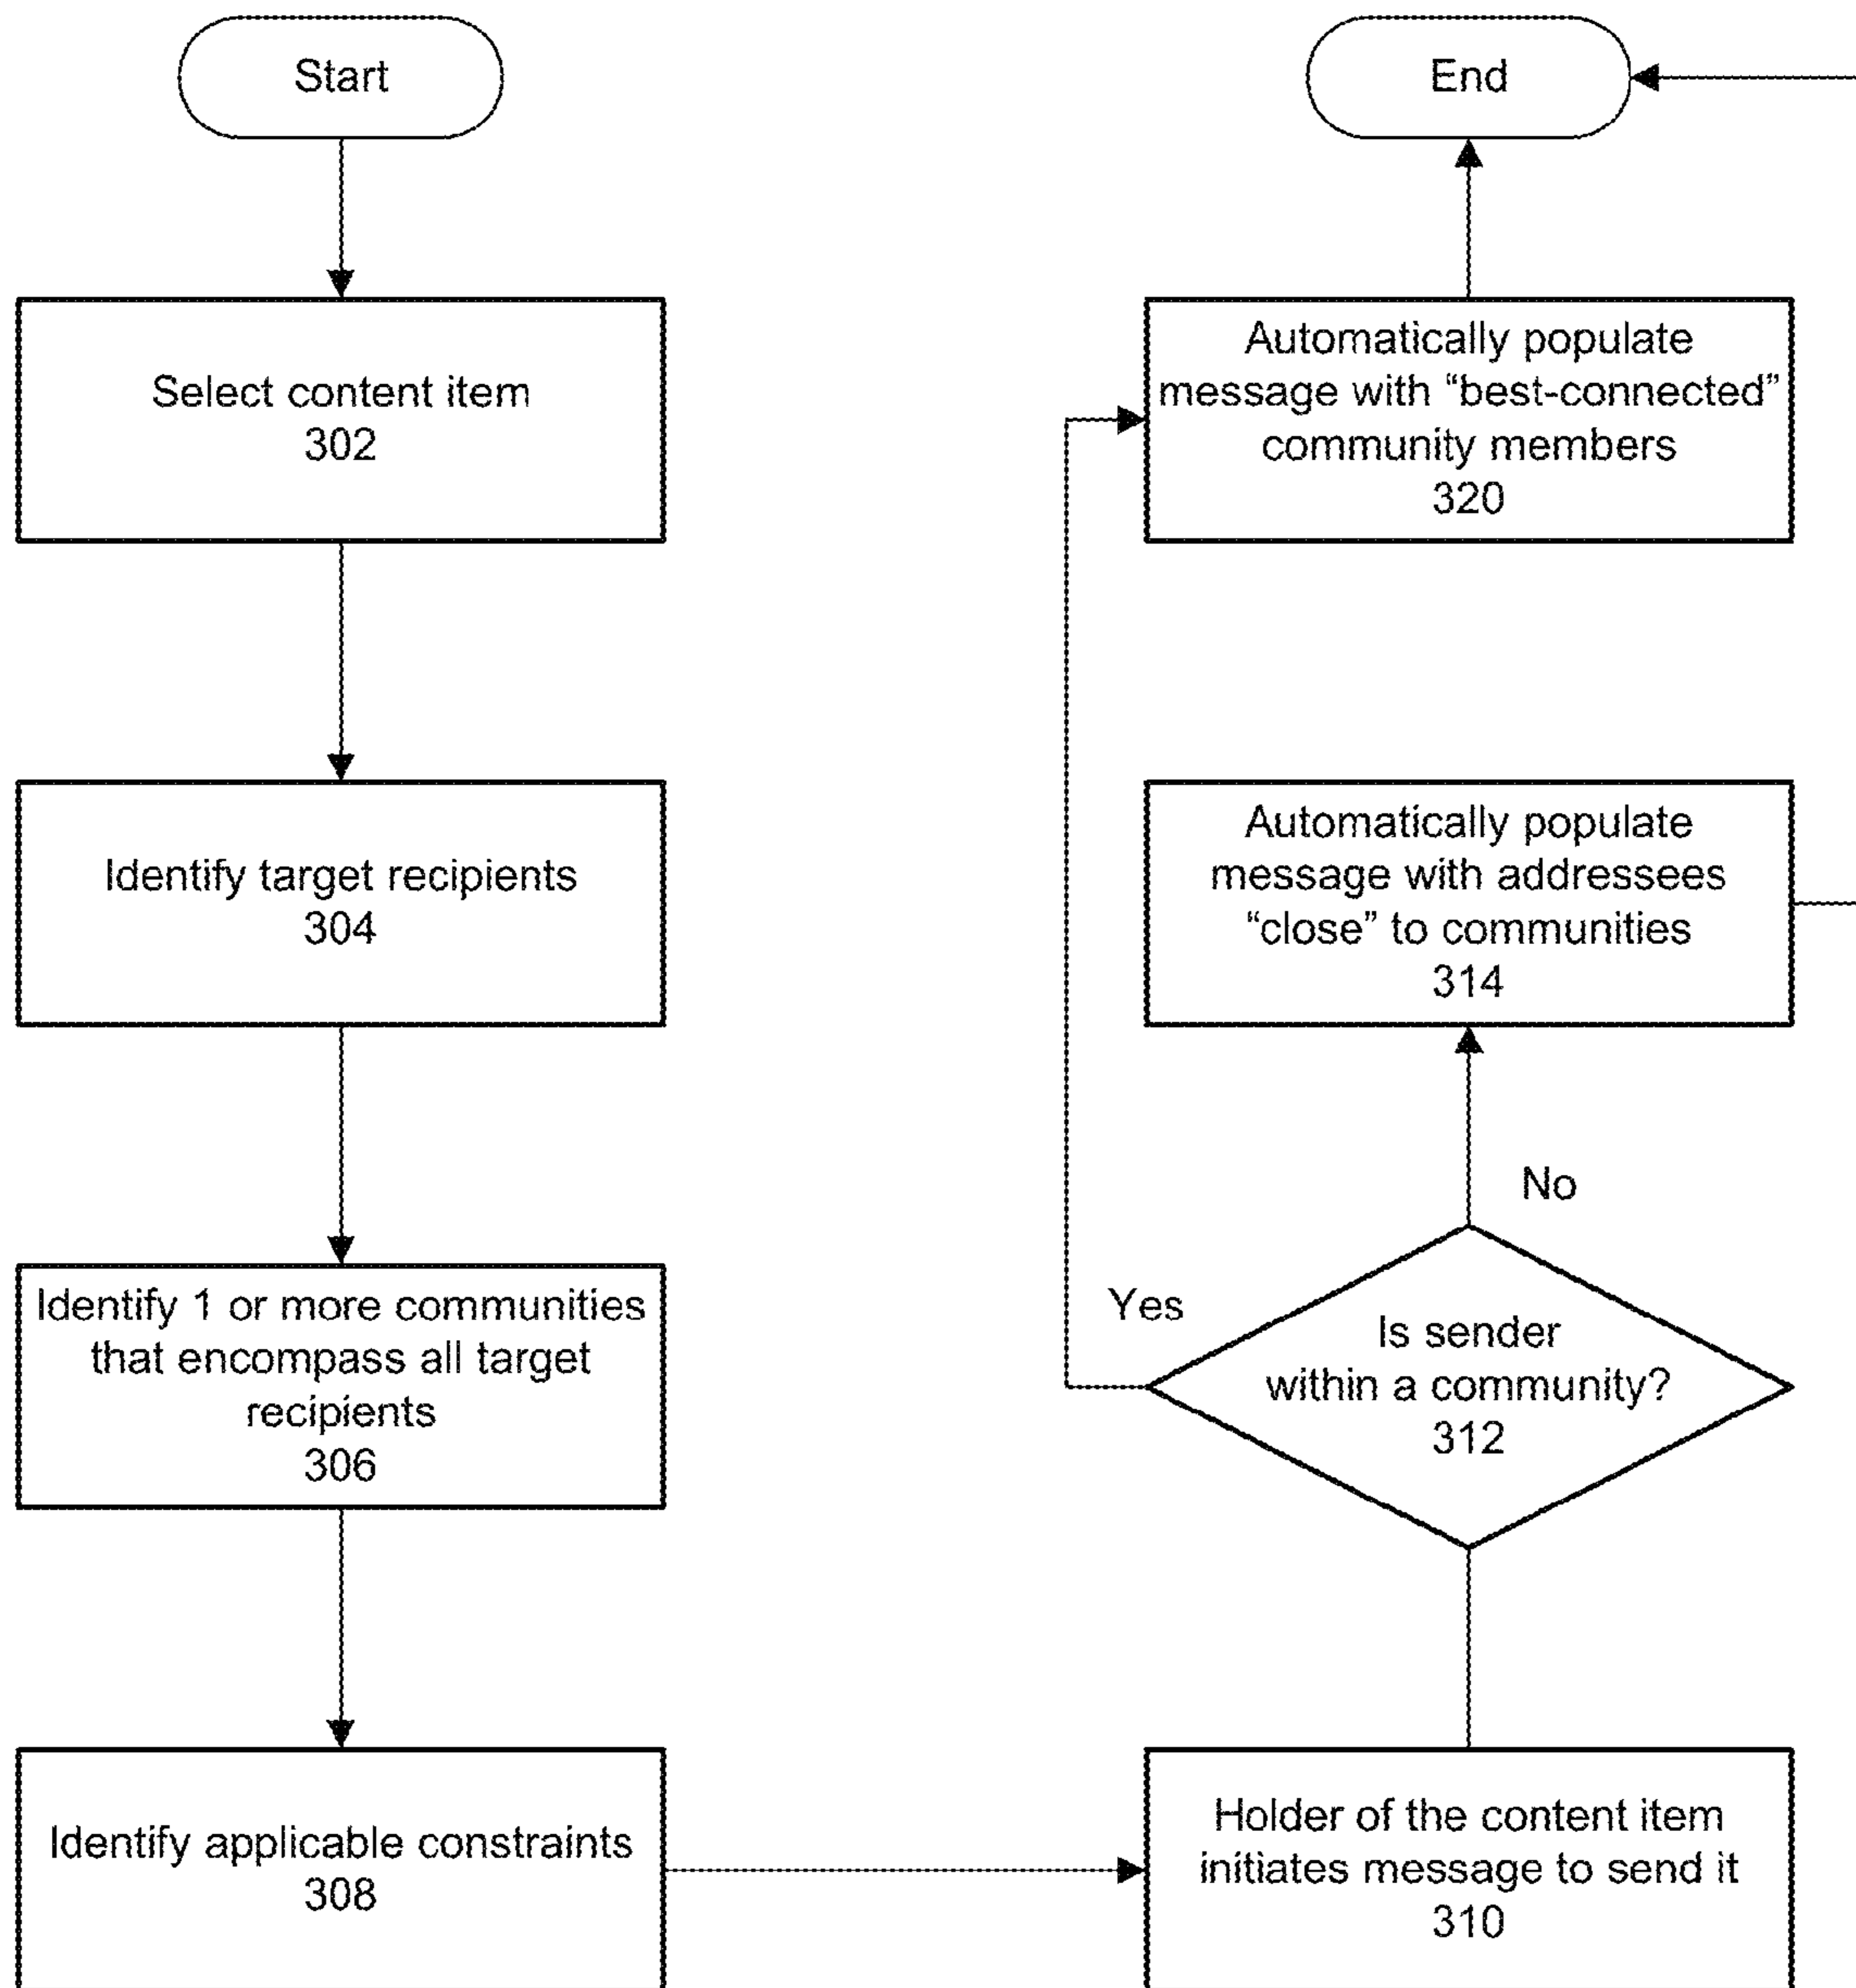 Start
Select content item
302
Identify target recipients
304
Identify 1 or more communities
that encompass all target
recipients
306
Identify applicable constraints
308
Holder of the content item
initiates message to send it
310
Is sender
within a community?
312
Yes
No
Automatically populate
message with addressees
“close” to communities
314
Automatically populate
message with “best-connected”
community members
320
End